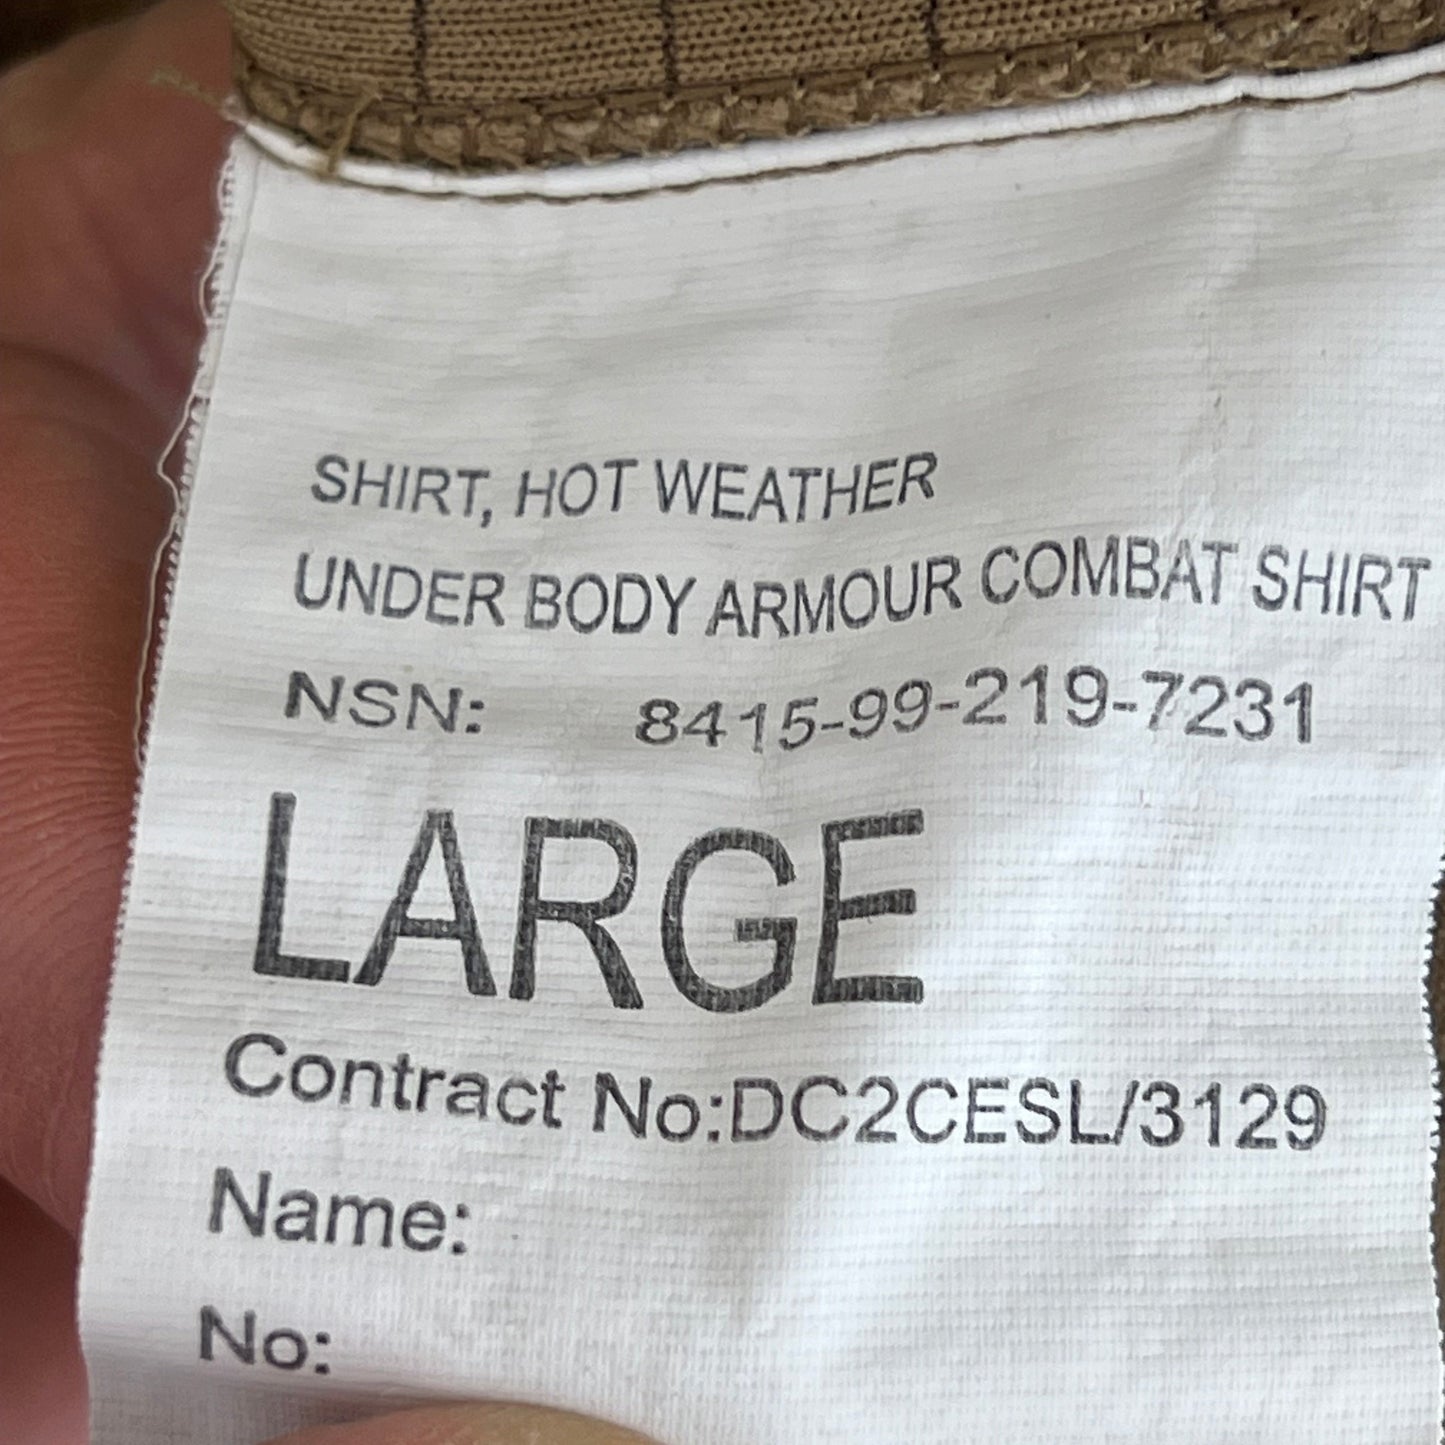 SHIRT, HOT WEATHER
UNDER BODY ARMOUR COMBAT SHIRT
NSN: 8415-99-219-7231
LARGE
Contract No:DC2CESL/3129
Name:
No: